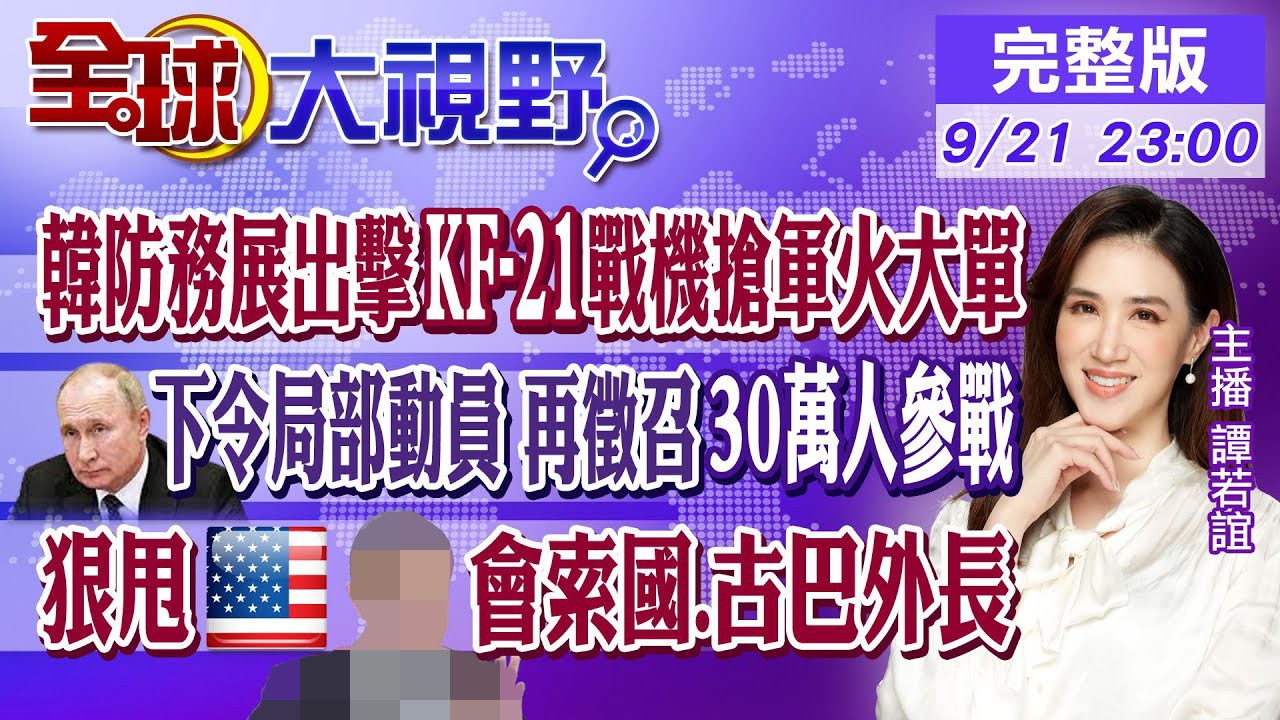 全球大視野
完整版
9/21 23:00
韓防務展出擊KF-21戰機搶軍火大單
下令局部動員 再徵召30萬人參戰
狠甩 會索國.古巴外長
主播 譚若誼